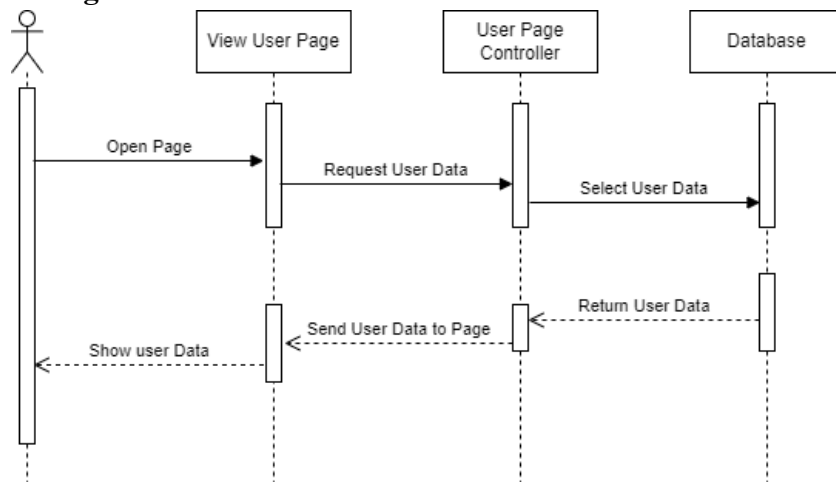 View User Page
User Page
Controller
Database
Open Page
Request User Data
Select User Data
Return User Data
Send User Data to Page
Show user Data